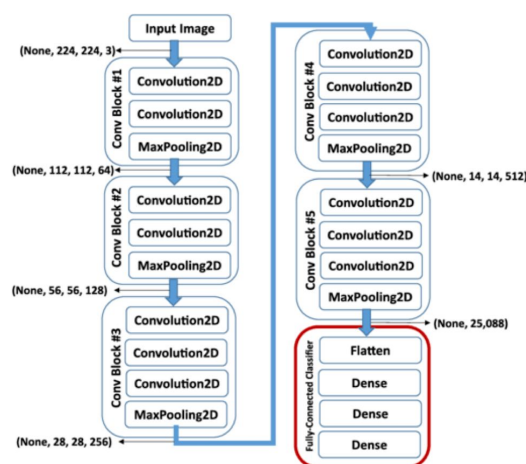 Input Image
(None, 224, 224, 3)
Conv Block #1
Convolution2D
Convolution2D
MaxPooling2D
(None, 112, 112, 64)
Conv Block #2
Convolution2D
Convolution2D
MaxPooling2D
(None, 56, 56, 128)
Conv Block #3
Convolution2D
Convolution2D
Convolution2D
MaxPooling2D
(None, 28, 28, 256)
Conv Block #4
Convolution2D
Convolution2D
Convolution2D
MaxPooling2D
(None, 14, 14, 512)
Conv Block #5
Convolution2D
Convolution2D
Convolution2D
MaxPooling2D
(None, 25,088)
Fully-Connected Classifier
Flatten
Dense
Dense
Dense